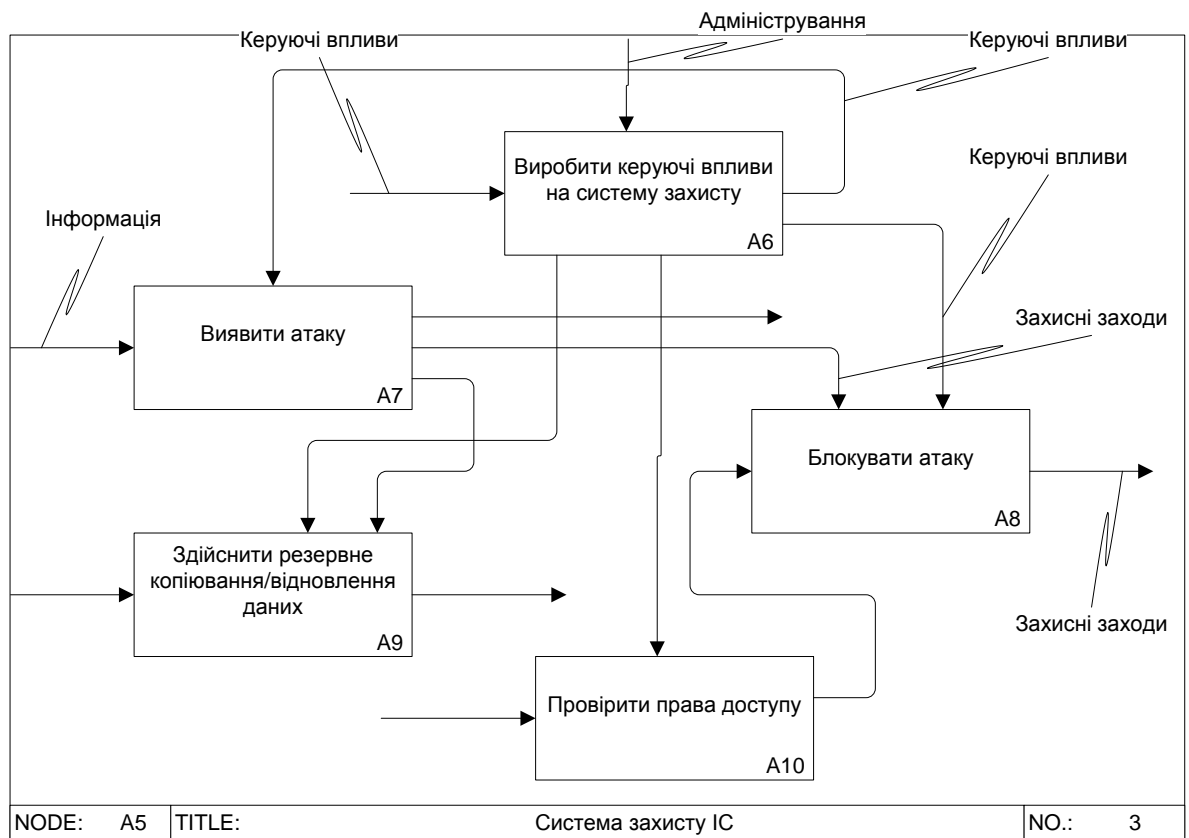 Адміністрування
Керуючі впливи
Керуючі впливи
Виробити керуючі впливи
на систему захисту
A6
Керуючі впливи
Інформація
Виявити атаку
A7
Захисні заходи
Блокувати атаку
A8
Здійснити резервне
копіювання/відновлення
даних
A9
Захисні заходи
Провірити права доступу
A10
NODE: A5 TITLE: Система захисту ІС NO.: 3